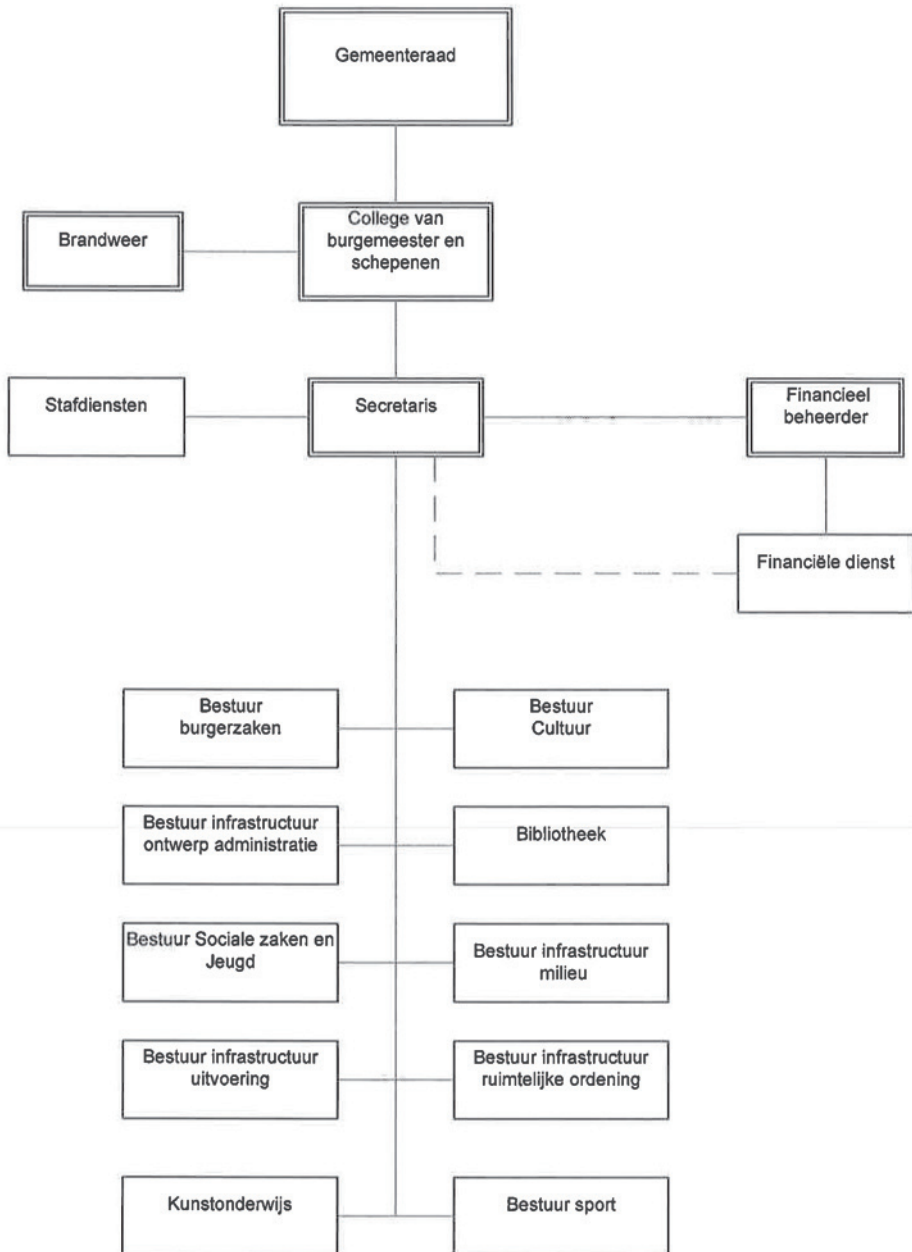 Gemeenteraad
Brandweer
College van
burgemeester en
schepenen
Stafdiensten
Secretaris
Financieel
beheerder
Financiële dienst
Bestuur
burgerzaken
Bestuur
Cultuur
Bestuur infrastructuur
ontwerp administratie
Bibliotheek
Bestuur Sociale zaken en
Jeugd
Bestuur infrastructuur
milieu
Bestuur infrastructuur
uitvoering
Bestuur infrastructuur
ruimtelijke ordening
Kunstonderwijs
Bestuur sport